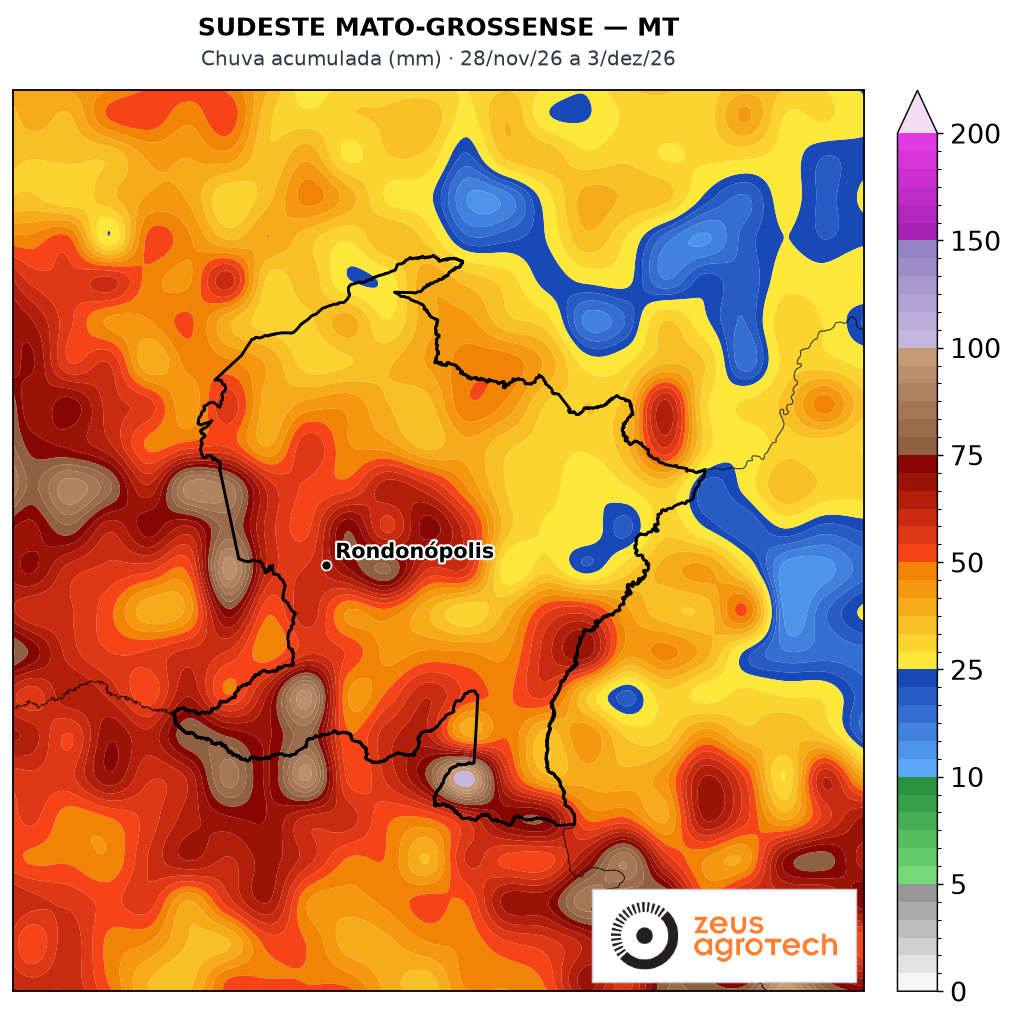 SUDESTE MATO-GROSSENSE — MT
Chuva acumulada (mm) · 28/nov/26 a 3/dez/26
200
150
100
75
50
25
10
5
0
Rondonópolis
zeus
agrotech